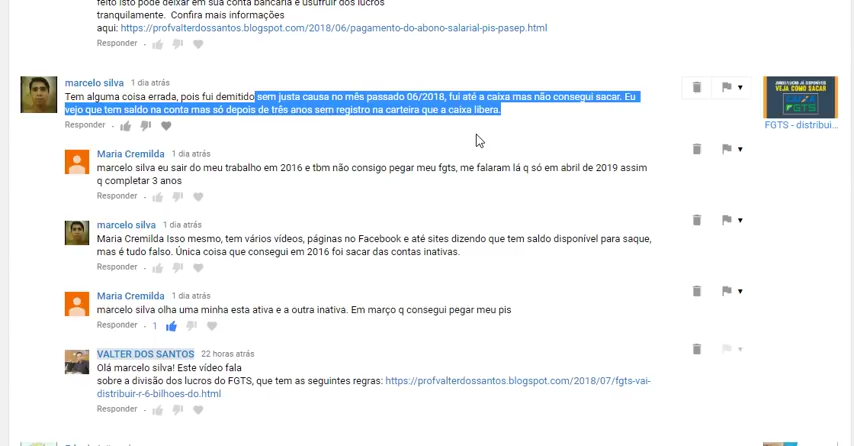 feito isto pode deixar em sua conta bancária e usufruir dos lucros
tranquilamente. Confira mais informações
aqui: https://profvalterdossantos.blogspot.com/2018/06/pagamento-do-abono-salarial-pis-pasep.html
Responder
marcelo silva 1 dia atrás
Tem alguma coisa errada, pois fui demitido sem justa causa no mês passado 06/2018, fui até a caixa mas não consegui sacar. Eu
vejo que tem saldo na conta mas só depois de três anos sem registro na carteira que a caixa libera.
Responder
VEJA COMO SACAR
FGTS
FGTS - distribui...
Maria Cremilda 1 dia atrás
marcelo silva eu sair do meu trabalho em 2016 e tbm não consigo pegar meu fgts, me falaram lá q só em abril de 2019 assim
q completar 3 anos
Responder
marcelo silva 1 dia atrás
Maria Cremilda Isso mesmo, tem vários vídeos, páginas no Facebook e até sites dizendo que tem saldo disponível para saque,
mas é tudo falso. Única coisa que consegui em 2016 foi sacar das contas inativas.
Responder
Maria Cremilda 1 dia atrás
marcelo silva olha uma minha esta ativa e a outra inativa. Em março q consegui pegar meu pis
Responder 1
VALTER DOS SANTOS 22 horas atrás
Olá marcelo silva! Este vídeo fala
sobre a divisão dos lucros do FGTS, que tem as seguintes regras: https://profvalterdossantos.blogspot.com/2018/07/fgts-vai-
distribuir-r-6-bilhoes-do.html
Responder